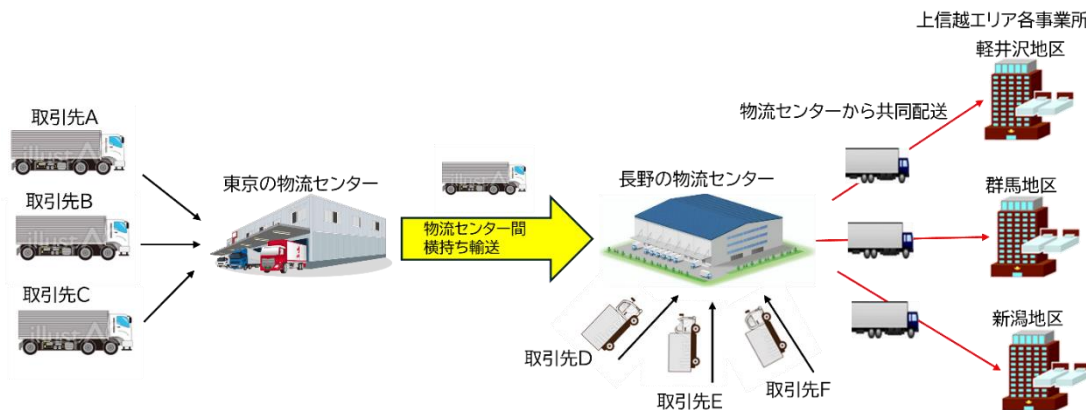 上信越エリア各事業所
軽井沢地区
物流センターから共同配送
取引先A
東京の物流センター
長野の物流センター
取引先B
群馬地区
物流センター間
横持ち輸送
取引先C
新潟地区
取引先D
取引先E
取引先F